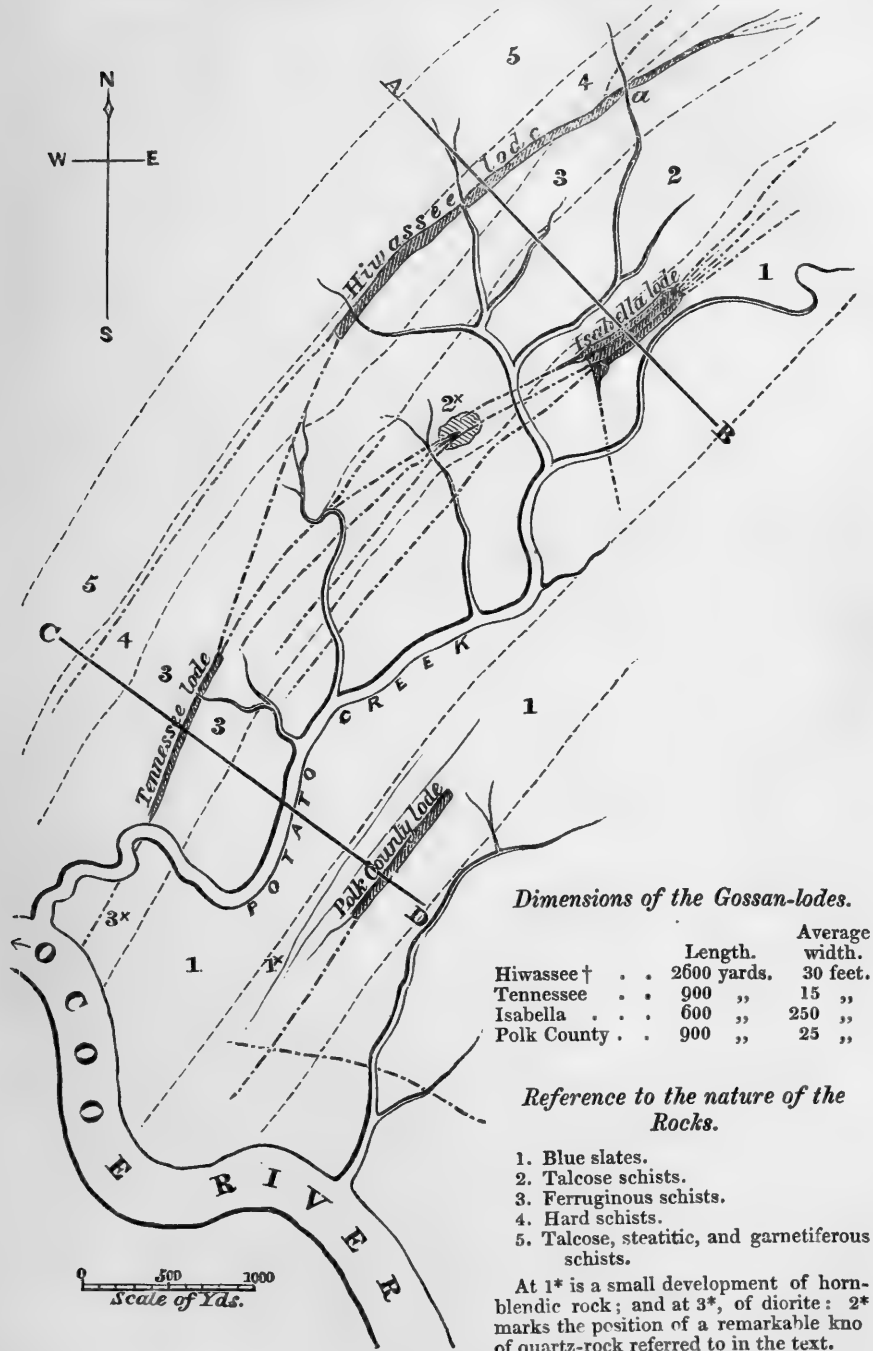 N
W E
S
5
A
4
a
Hiwassee lode
3
2
1
Isabella lode
2×
B
5
C
4
3
Tennessee lode
3
POTATO CREEK
1
Polk County lode
D
3×
1
1×
OCOOE RIVER
0 500 1000
Scale of Yds.
Dimensions of the Gossan-lodes.
Average
Length. width.
Hiwassee † . . 2600 yards. 30 feet.
Tennessee . . 900 „ 15 „
Isabella . . . 600 „ 250 „
Polk County . . 900 „ 25 „
Reference to the nature of the
Rocks.
1. Blue slates.
2. Talcose schists.
3. Ferruginous schists.
4. Hard schists.
5. Talcose, steatitic, and garnetiferous
schists.
At 1* is a small development of horn-
blendic rock; and at 3*, of diorite: 2*
marks the position of a remarkable kno
of quartz-rock referred to in the text.